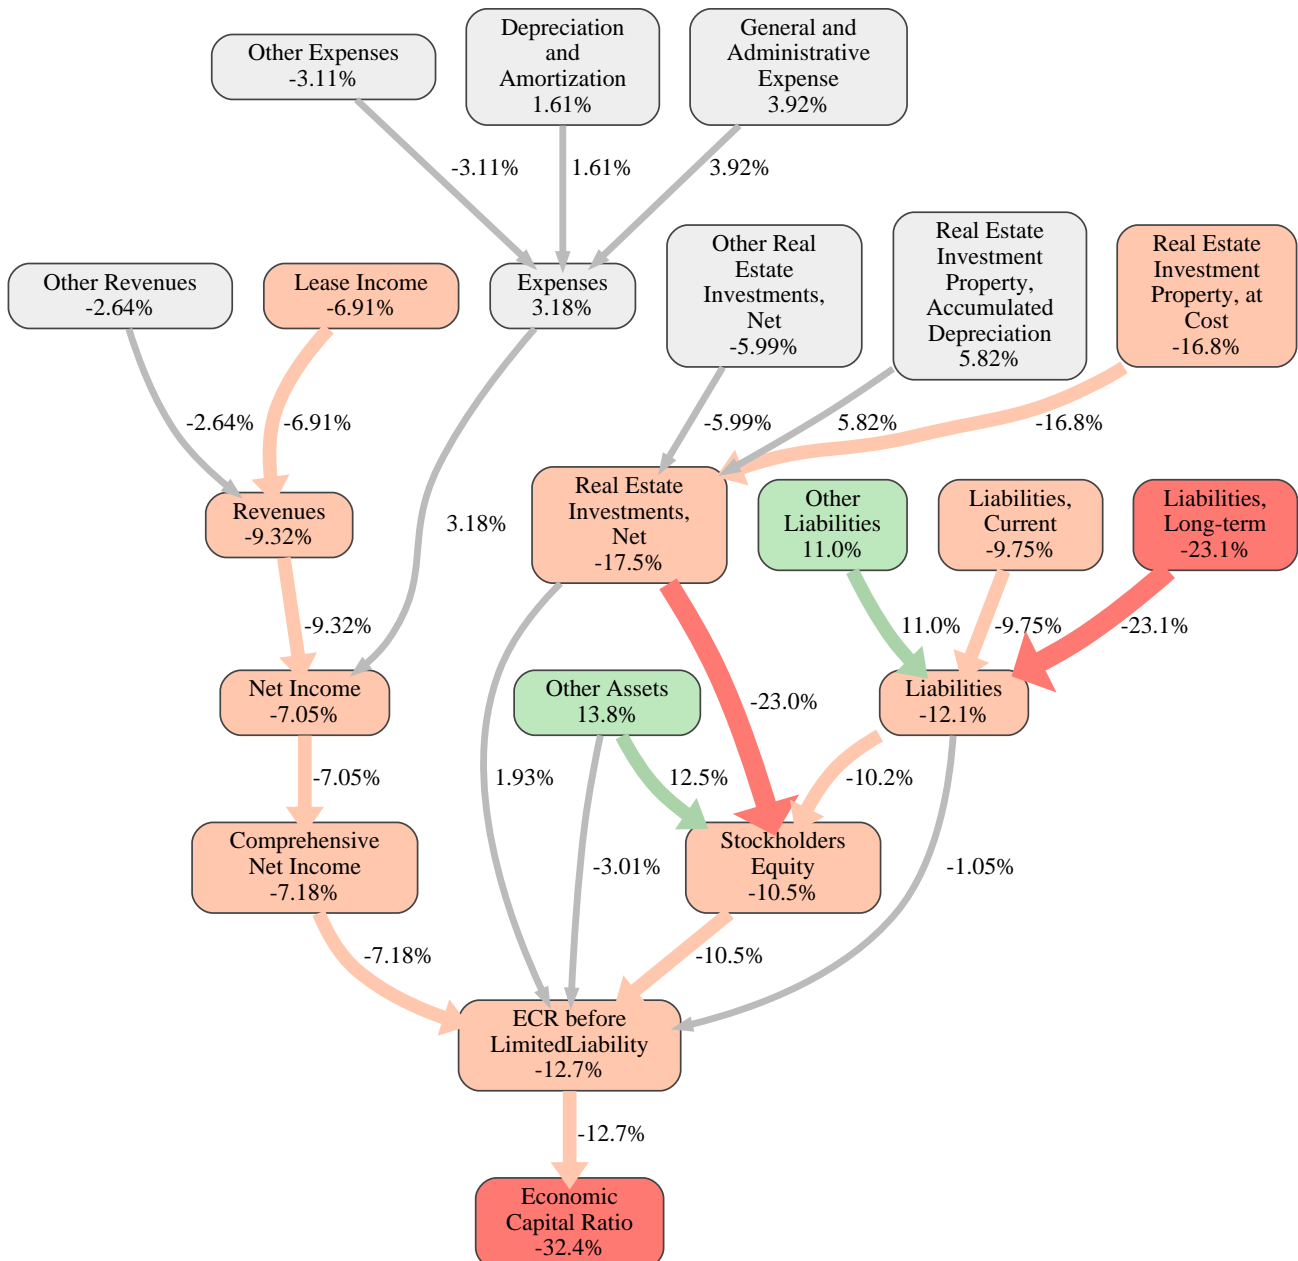 Other Expenses
-3.11%
Depreciation
and
Amortization
1.61%
General and
Administrative
Expense
3.92%
-3.11%
1.61%
3.92%
Other Revenues
-2.64%
Lease Income
-6.91%
Expenses
3.18%
Other Real
Estate
Investments,
Net
-5.99%
Real Estate
Investment
Property,
Accumulated
Depreciation
5.82%
Real Estate
Investment
Property, at
Cost
-16.8%
-2.64%
-6.91%
-5.99%
5.82%
-16.8%
Revenues
-9.32%
3.18%
Real Estate
Investments,
Net
-17.5%
Other
Liabilities
11.0%
Liabilities,
Current
-9.75%
Liabilities,
Long-term
-23.1%
-9.32%
11.0%
-9.75%
-23.1%
Net Income
-7.05%
Other Assets
13.8%
-23.0%
Liabilities
-12.1%
-7.05%
1.93%
12.5%
-10.2%
Comprehensive
Net Income
-7.18%
-3.01%
Stockholders
Equity
-10.5%
-1.05%
-7.18%
-10.5%
ECR before
LimitedLiability
-12.7%
-12.7%
Economic
Capital Ratio
-32.4%